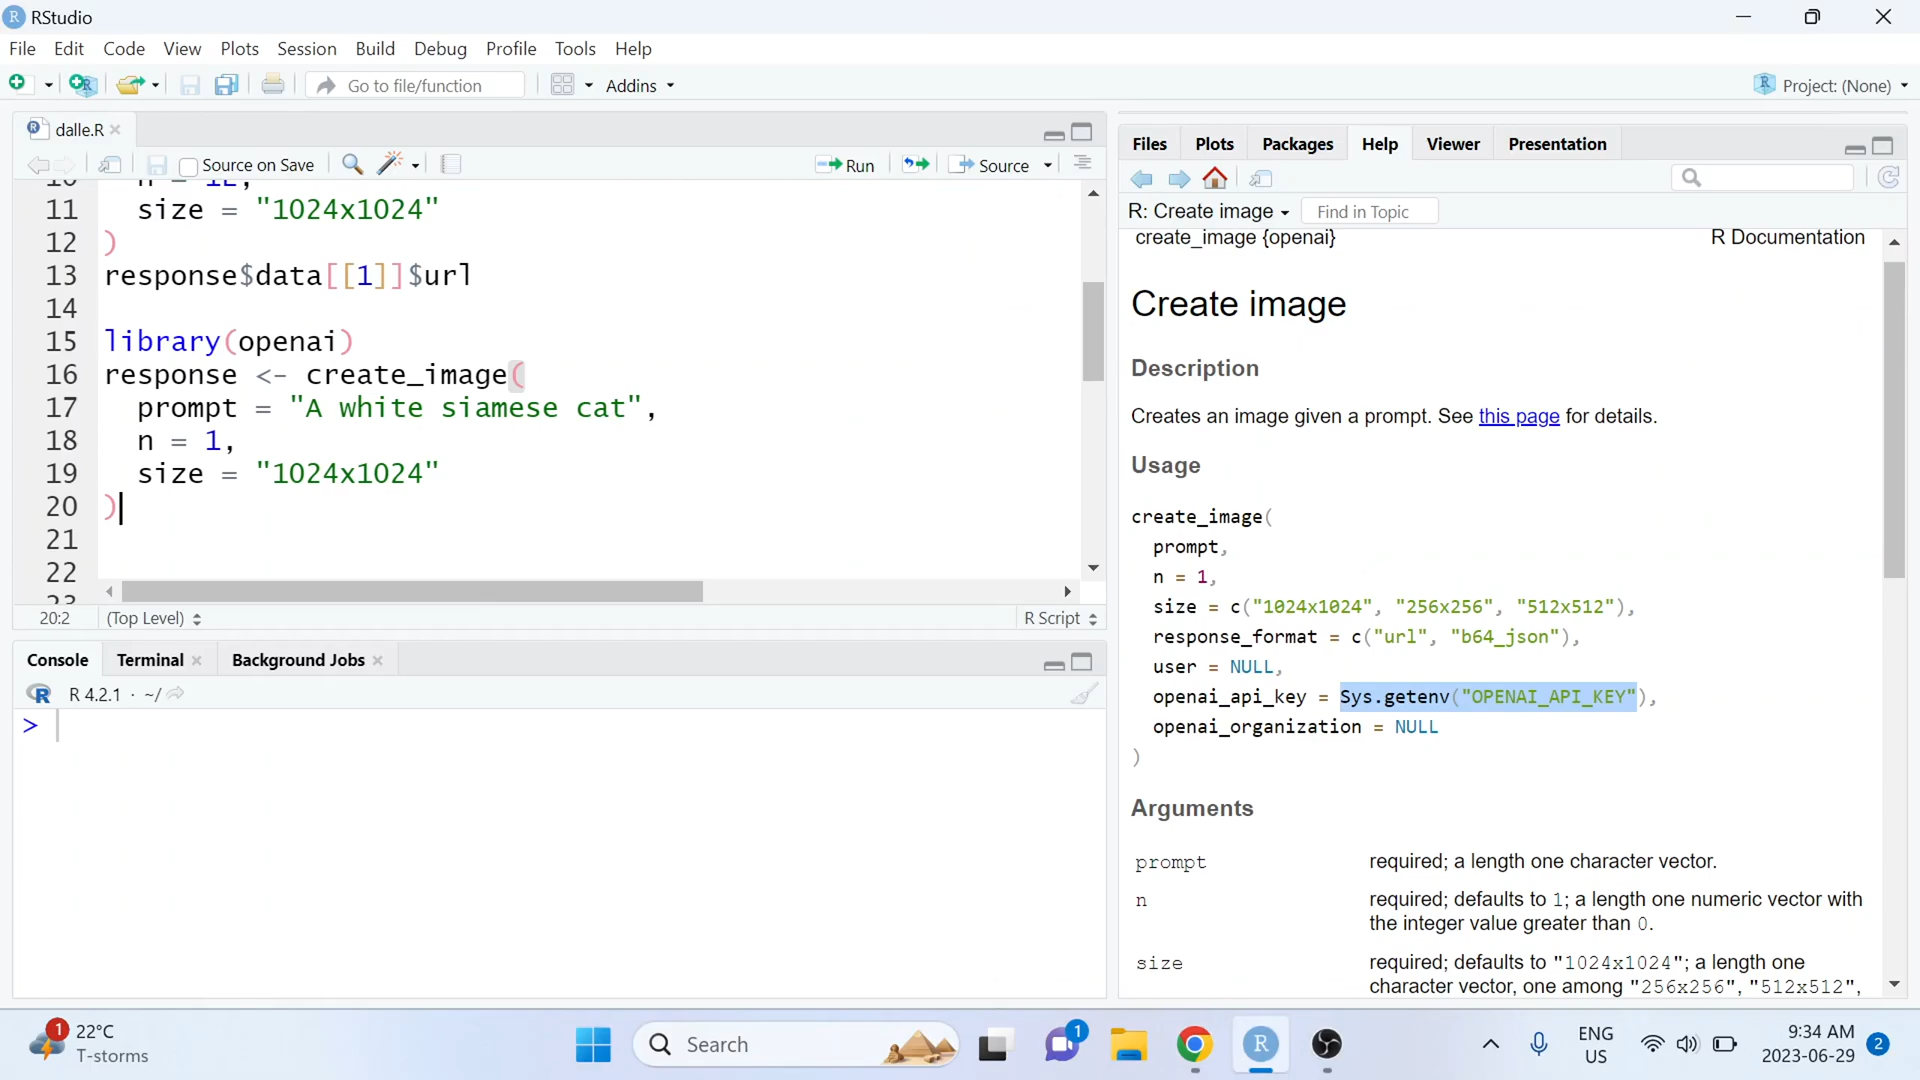 RStudio
File Edit Code View Plots Session Build Debug Profile Tools Help
Go to file/function Addins Project: (None)
dalle.R
Source on Save Run Source
11 size = "1024x1024"
12 )
13 response$data[[1]]$url
14
15 library(openai)
16 response <- create_image(
17 prompt = "A white siamese cat",
18 n = 1,
19 size = "1024x1024"
20 )
21
22
20:2 (Top Level) R Script
Console Terminal Background Jobs
R 4.2.1 · ~/
>
Files Plots Packages Help Viewer Presentation
R: Create image Find in Topic
create_image {openai} R Documentation
Create image
Description
Creates an image given a prompt. See this page for details.
Usage
create_image(
prompt,
n = 1,
size = c("1024x1024", "256x256", "512x512"),
response_format = c("url", "b64_json"),
user = NULL,
openai_api_key = Sys.getenv("OPENAI_API_KEY"),
openai_organization = NULL
)
Arguments
prompt required; a length one character vector.
n required; defaults to 1; a length one numeric vector with
the integer value greater than 0.
size required; defaults to "1024x1024"; a length one
character vector, one among "256x256", "512x512",
1 22°C
T-storms
Search
1
ENG
US
9:34 AM
2023-06-29
2